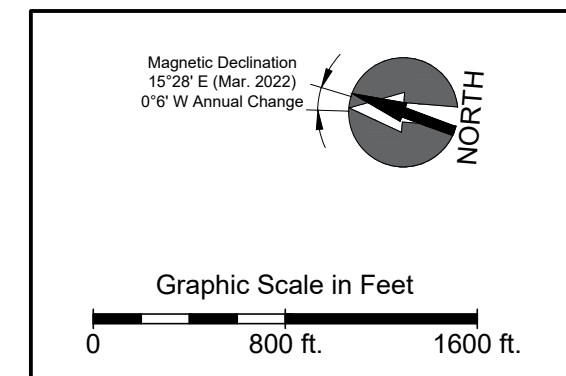 Magnetic Declination
15°28' E (Mar. 2022)
0°6' W Annual Change
NORTH
Graphic Scale in Feet
0 800 ft. 1600 ft.